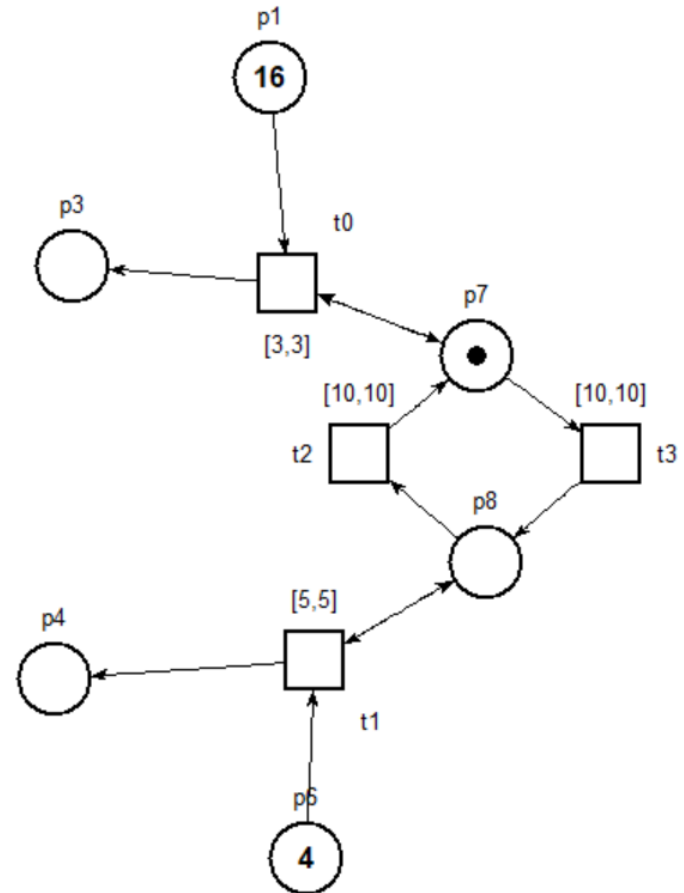 p1
16
p3
t0
p7
[3,3]
[10,10]
[10,10]
t2
t3
p8
[5,5]
p4
t1
p6
4